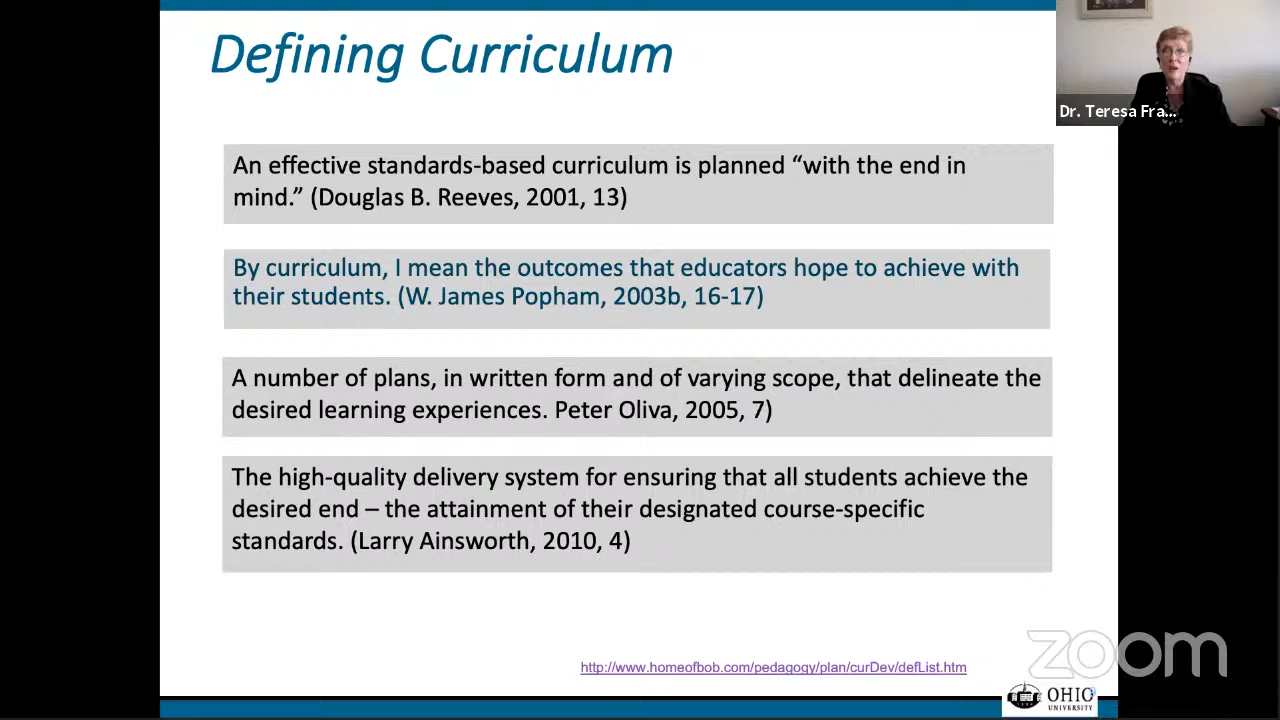 Defining Curriculum
Dr. Teresa Fra...
An effective standards-based curriculum is planned “with the end in
mind.” (Douglas B. Reeves, 2001, 13)
By curriculum, I mean the outcomes that educators hope to achieve with
their students. (W. James Popham, 2003b, 16-17)
A number of plans, in written form and of varying scope, that delineate the
desired learning experiences. Peter Oliva, 2005, 7)
The high-quality delivery system for ensuring that all students achieve the
desired end – the attainment of their designated course-specific
standards. (Larry Ainsworth, 2010, 4)
http://www.homeofbob.com/pedagogy/plan/curDev/defList.htm
zoom
OHIO
UNIVERSITY